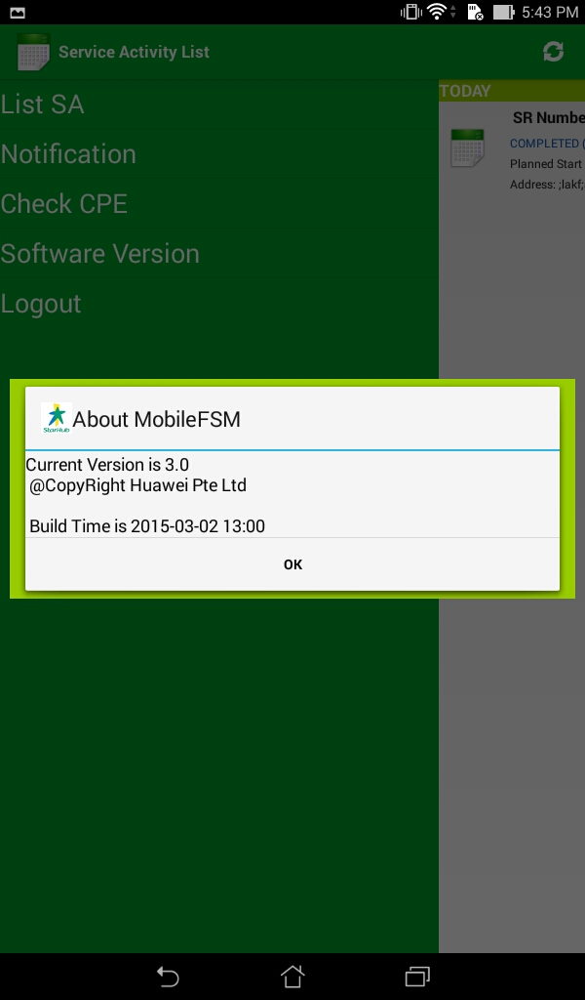 5:43 PM
Service Activity List
List SA
Notification
Check CPE
Software Version
Logout
TODAY
SR Numbe
COMPLETED (
Planned Start
Address: ;lakf;
StarHub
About MobileFSM
Current Version is 3.0
@CopyRight Huawei Pte Ltd
Build Time is 2015-03-02 13:00
OK